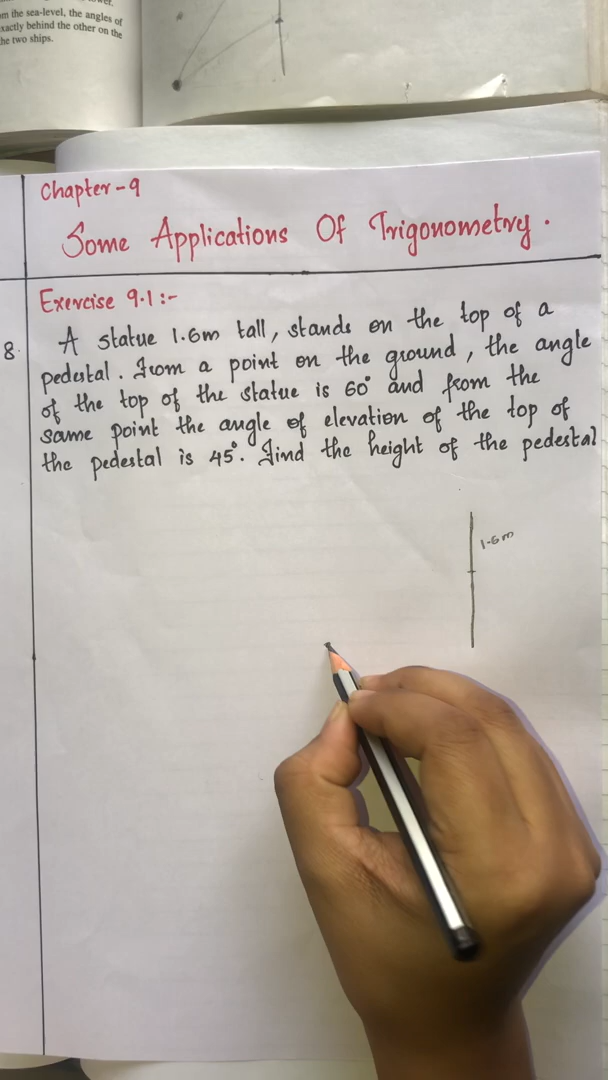 m the sea-level, the angles of
exactly behind the other on the
he two ships.
Chapter-9
Some Applications Of Trigonometry.
Exercise 9.1:-
8. A statue 1.6m tall, stands on the top of a
pedestal. From a point on the ground, the angle
of the top of the statue is 60° and from the
same point the angle of elevation of the top of
the pedestal is 45°. Find the height of the pedestal
1.6m